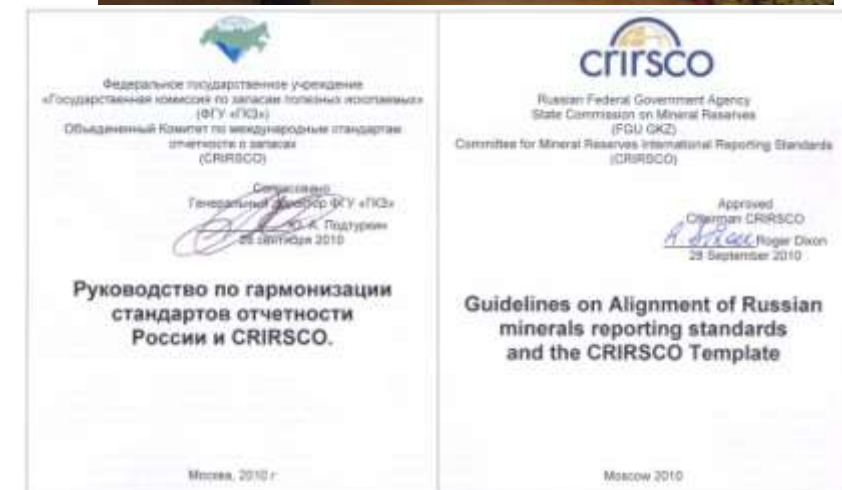 Федеральное государственное учреждение
«Государственная комиссия по запасам полезных ископаемых»
(ФГУ «ГКЗ»)
Объединенный Комитет по международным стандартам
отчетности о запасах
(CRIRSCO)
Согласовано
Генеральный директор ФГУ «ГКЗ»
Ю. А. Подтуркин
28 сентября 2010
Руководство по гармонизации
стандартов отчетности
России и CRIRSCO.
Москва, 2010 г
crirsco
Russian Federal Government Agency
State Commission on Mineral Reserves
(FGU GKZ)
Committee for Mineral Reserves International Reporting Standards
(CRIRSCO)
Approved
Chairman CRIRSCO
Roger Dixon
28 September 2010
Guidelines on Alignment of Russian
minerals reporting standards
and the CRIRSCO Template
Moscow 2010